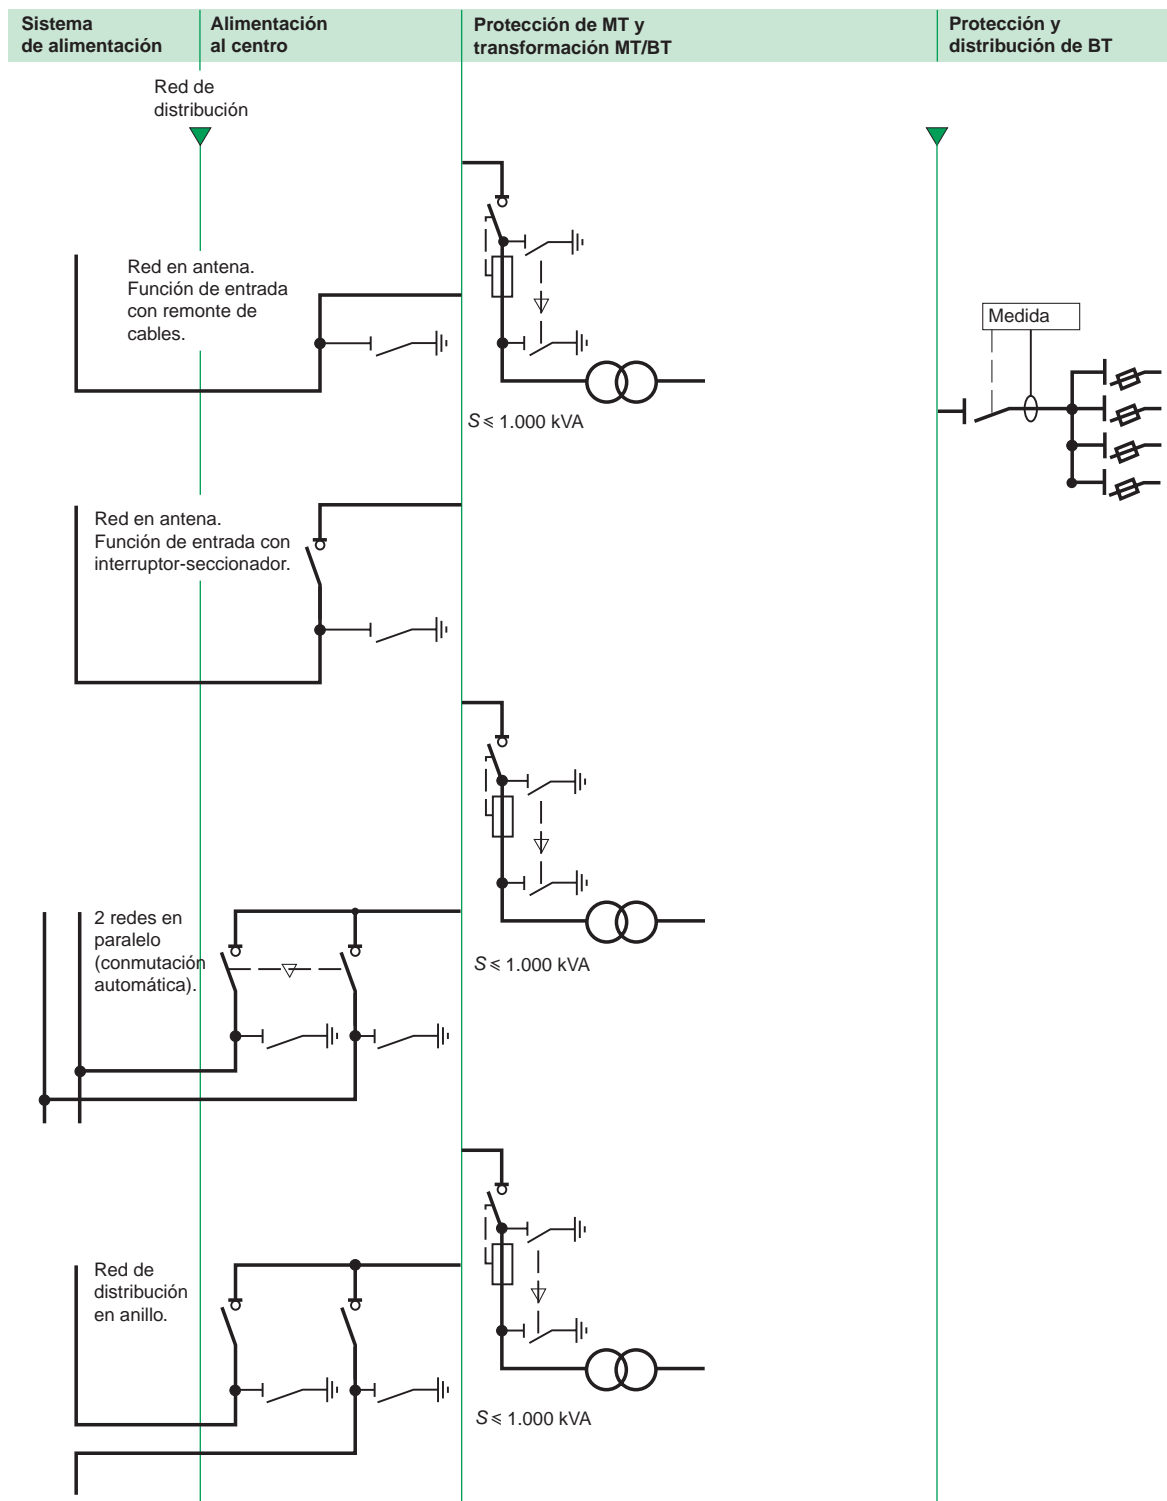 Sistema
de alimentación
Alimentación
al centro
Protección de MT y
transformación MT/BT
Protección y
distribución de BT
Red de
distribución
Red en antena.
Función de entrada
con remonte de
cables.
S ⩽ 1.000 kVA
Medida
Red en antena.
Función de entrada con
interruptor-seccionador.
2 redes en
paralelo
(conmutación
automática).
S ⩽ 1.000 kVA
Red de
distribución
en anillo.
S ⩽ 1.000 kVA